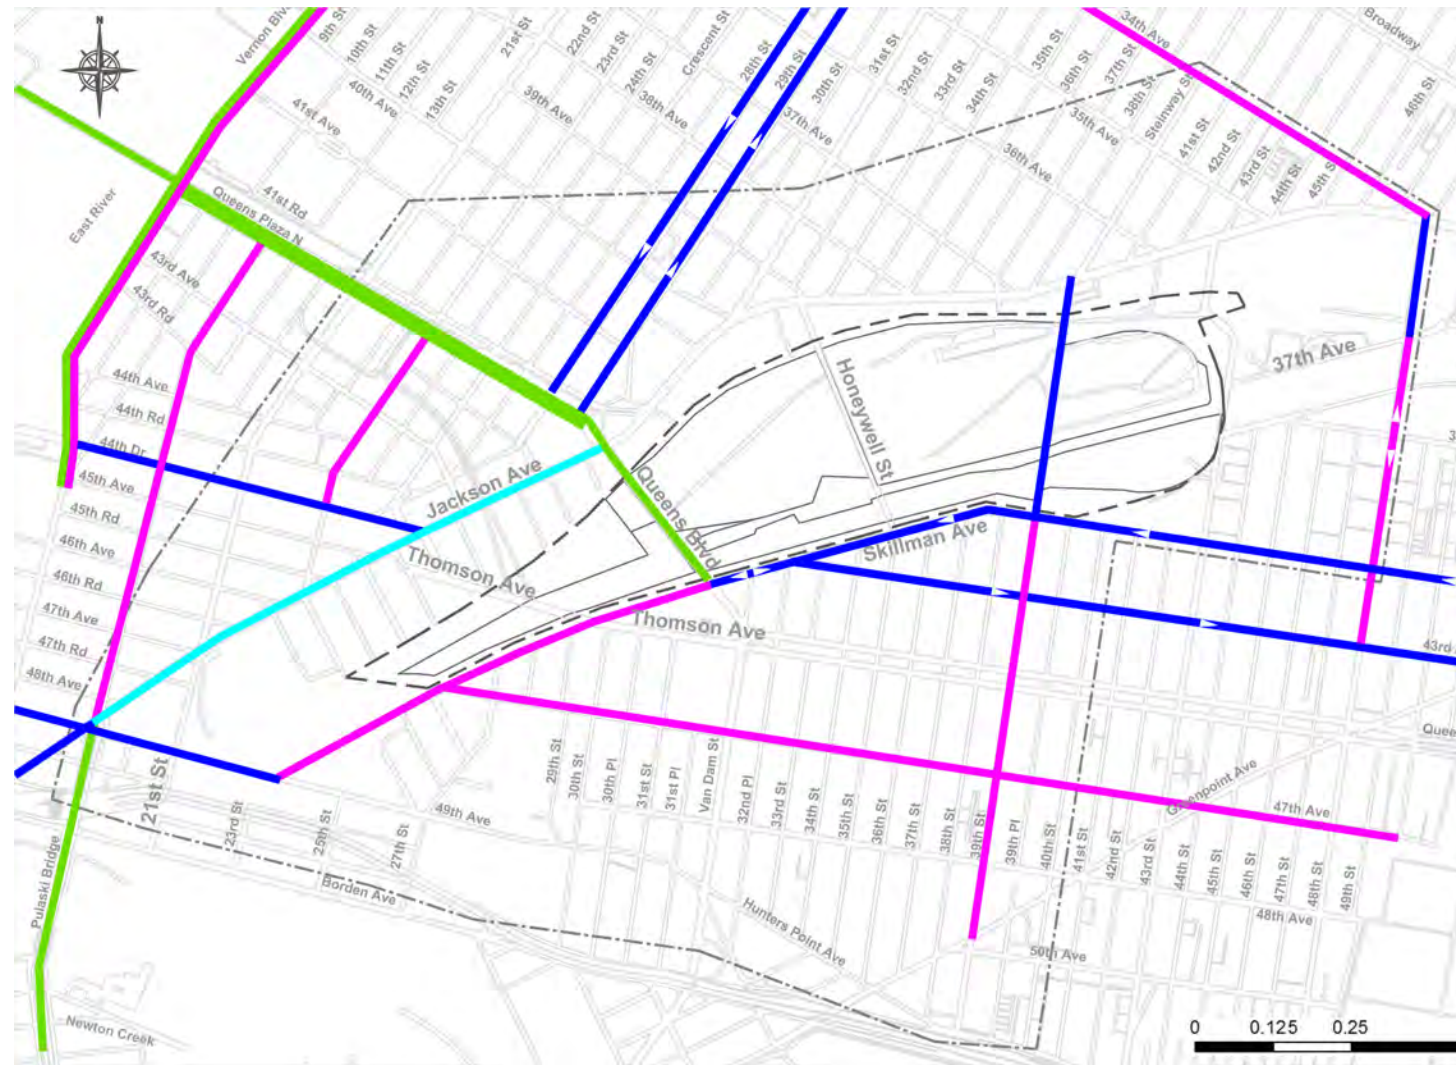 N
Vernon Blv
9th St
10th St
11th St
12th St
13th St
40th Ave
41st Ave
21st St
22nd St
23rd St
24th St
39th Ave
38th Ave
Crescent St
28th St
29th St
30th St
37th Ave
31st St
32nd St
33rd St
34th St
36th Ave
35th St
36th St
37th St
38th St
Steinway St
35th Ave
34th Ave
Broadway
41st St
42nd St
43rd St
44th St
45th S
46th St
East River
41st Rd
Queens Plaza N
43rd Ave
43rd Rd
44th Ave
44th Rd
44th Dr
45th Ave
45th Rd
46th Ave
46th Rd
47th Ave
47th Rd
48th Ave
Jackson Ave
Thomson Ave
Queens Blvd
Honeywell St
37th Ave
Skillman Ave
Thomson Ave
43rd
Quee
Greenpoint Ave
47th Ave
21st St
23rd St
25th St
27th St
49th Ave
Borden Ave
29th St
30th St
30th Pl
31st St
31st Pl
Van Dam St
32nd Pl
33rd St
34th St
35th St
36th St
37th St
38th St
39th St
39th Pl
40th St
41st St
42nd St
43rd St
44th St
45th St
46th St
47th St
48th St
49th St
48th Ave
50th Ave
Hunters Point Ave
Pulaski Bridge
Newton Creek
0 0.125 0.25